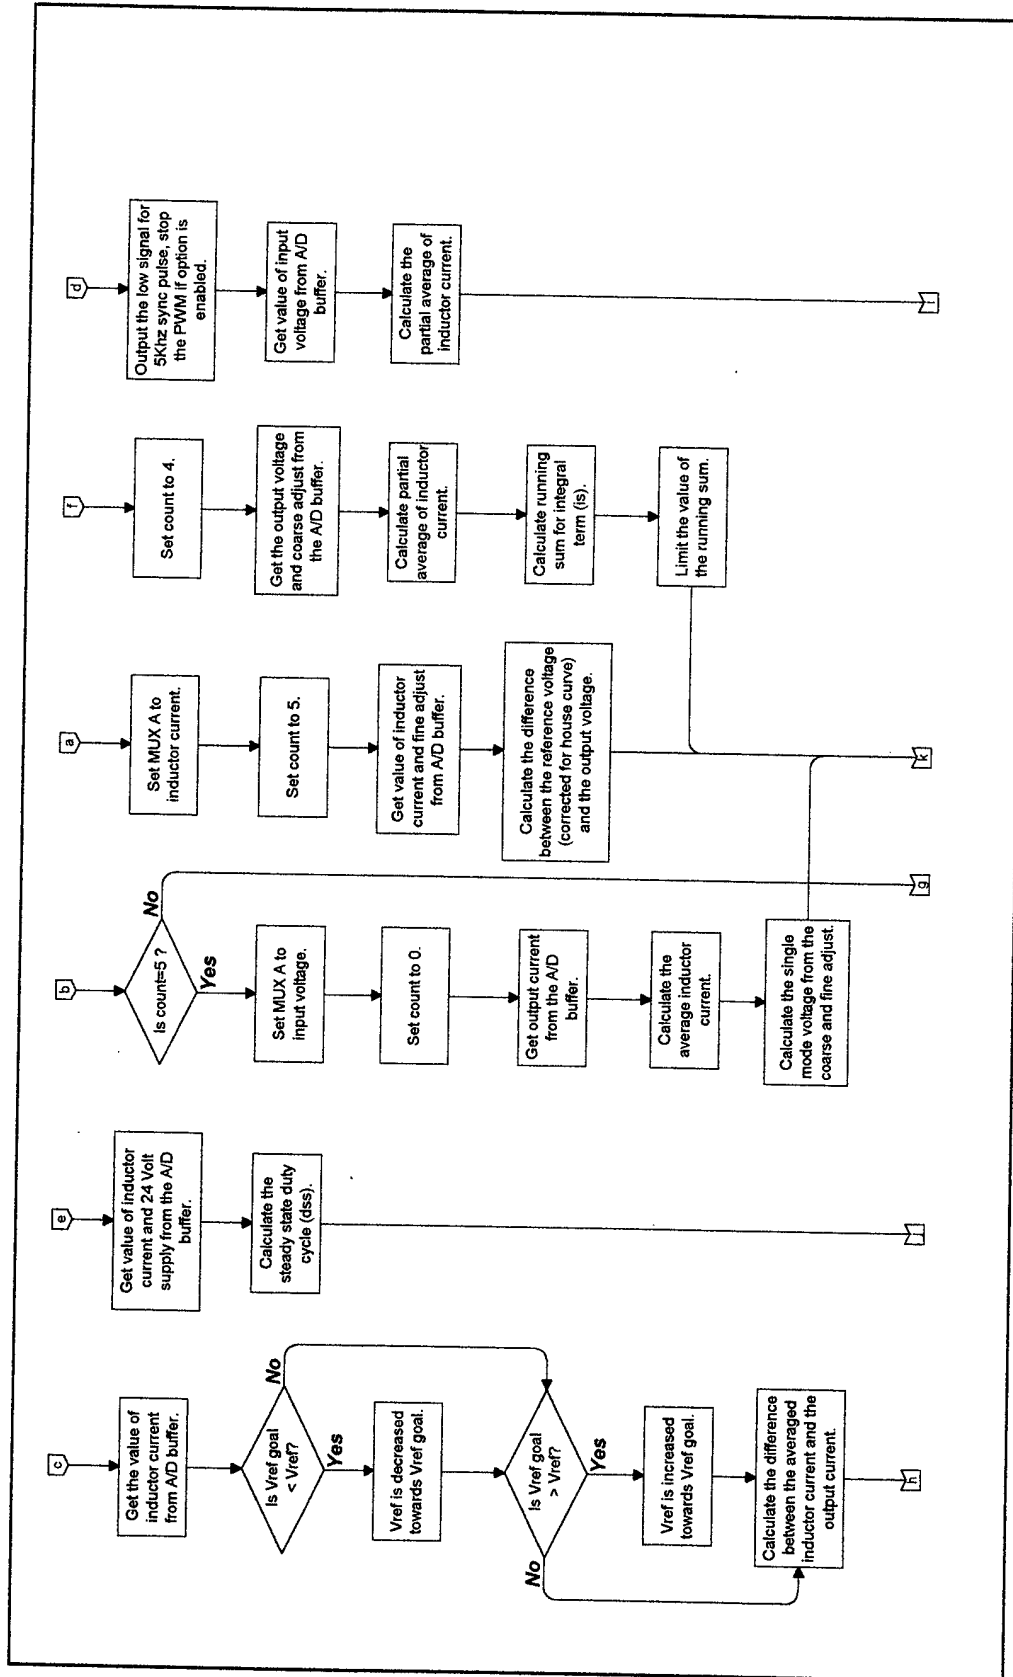 c
Get the value of
inductor current
from A/D buffer.
Is Vref goal
< Vref?
No
Yes
Vref is decreased
towards Vref goal.
Is Vref goal
> Vref?
No
Yes
Vref is increased
towards Vref goal.
Calculate the difference
between the averaged
inductor current and the
output current.
h
e
Get value of inductor
current and 24 Volt
supply from the A/D
buffer.
Calculate the
steady state duty
cycle (dss).
b
Is count=5 ?
No
Yes
Set MUX A to
input voltage.
Set count to 0.
Get output current
from the A/D
buffer.
Calculate the
average inductor
current.
Calculate the single
mode voltage from the
coarse and fine adjust.
g
a
Set MUX A to
inductor current.
Set count to 5.
Get value of inductor
current and fine adjust
from A/D buffer.
Calculate the difference
between the reference voltage
(corrected for house curve)
and the output voltage.
k
f
Set count to 4.
Get the output voltage
and coarse adjust from
the A/D buffer.
Calculate partial
average of inductor
current.
Calculate running
sum for integral
term (is).
Limit the value of
the running sum.
d
Output the low signal for
5Khz sync pulse, stop
the PWM if option is
enabled.
Get value of input
voltage from A/D
buffer.
Calculate the
partial average of
inductor current.